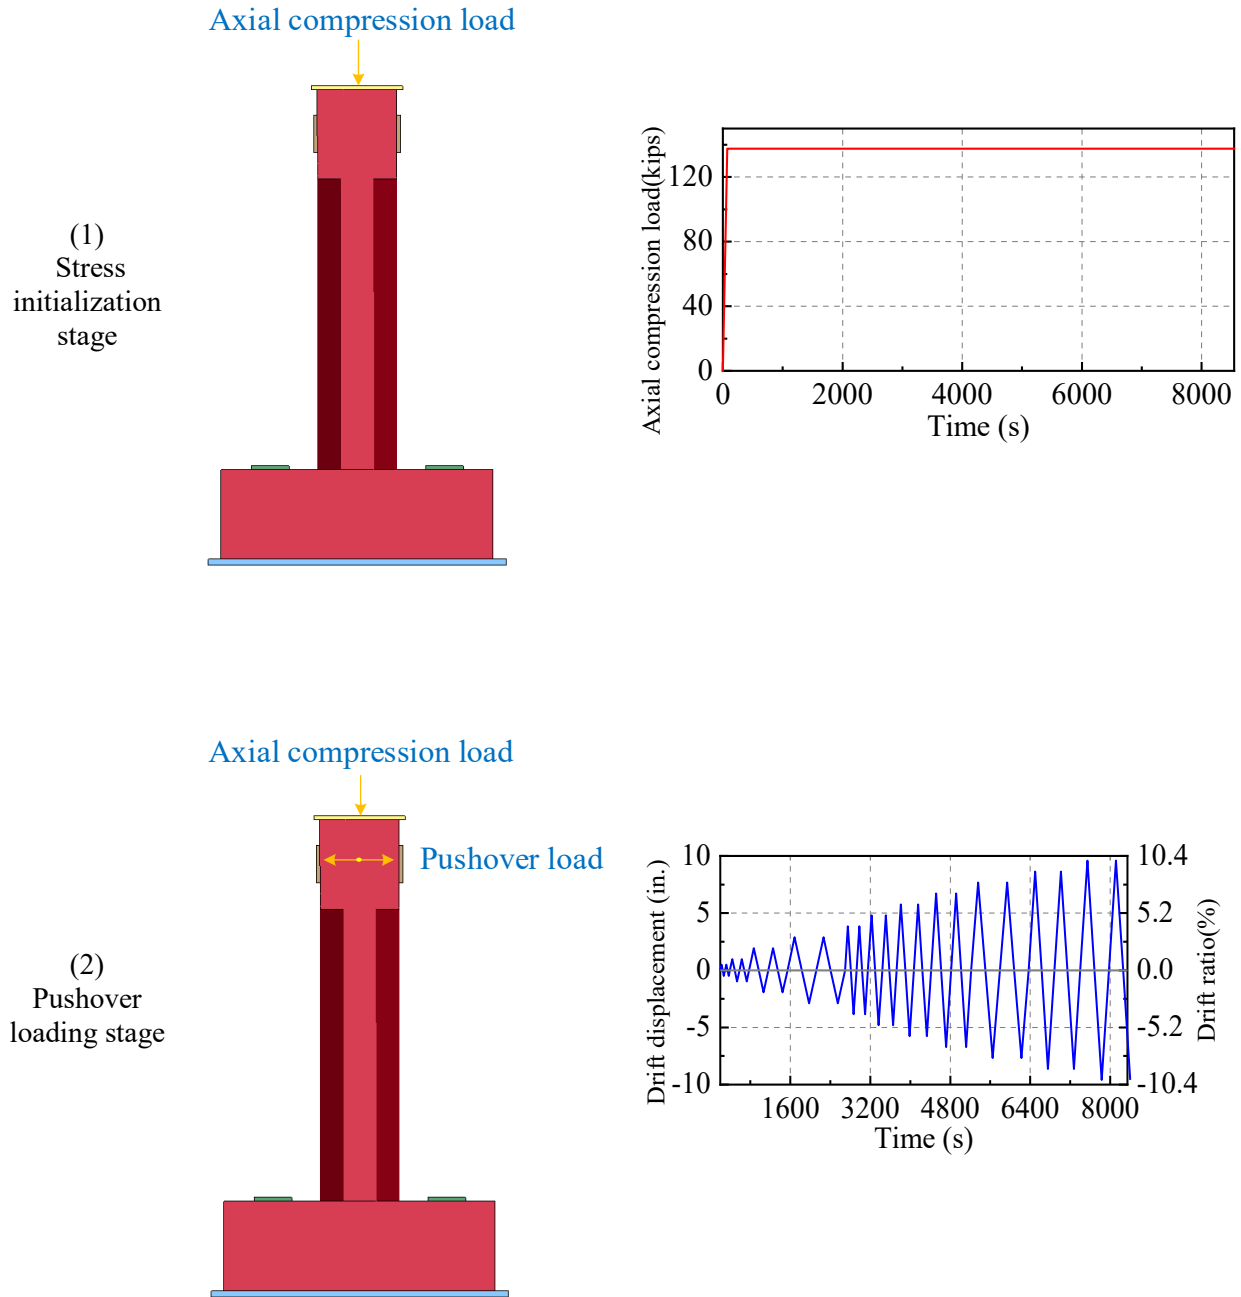 Axial compression load
(1)
Stress
initialization
stage
Axial compression load(kips)
120
80
40
0
0 2000 4000 6000 8000
Time (s)
Axial compression load
Pushover load
(2)
Pushover
loading stage
Drift displacement (in.)
10
5
0
-5
-10
10.4
5.2
0.0
-5.2
-10.4
Drift ratio(%)
1600 3200 4800 6400 8000
Time (s)